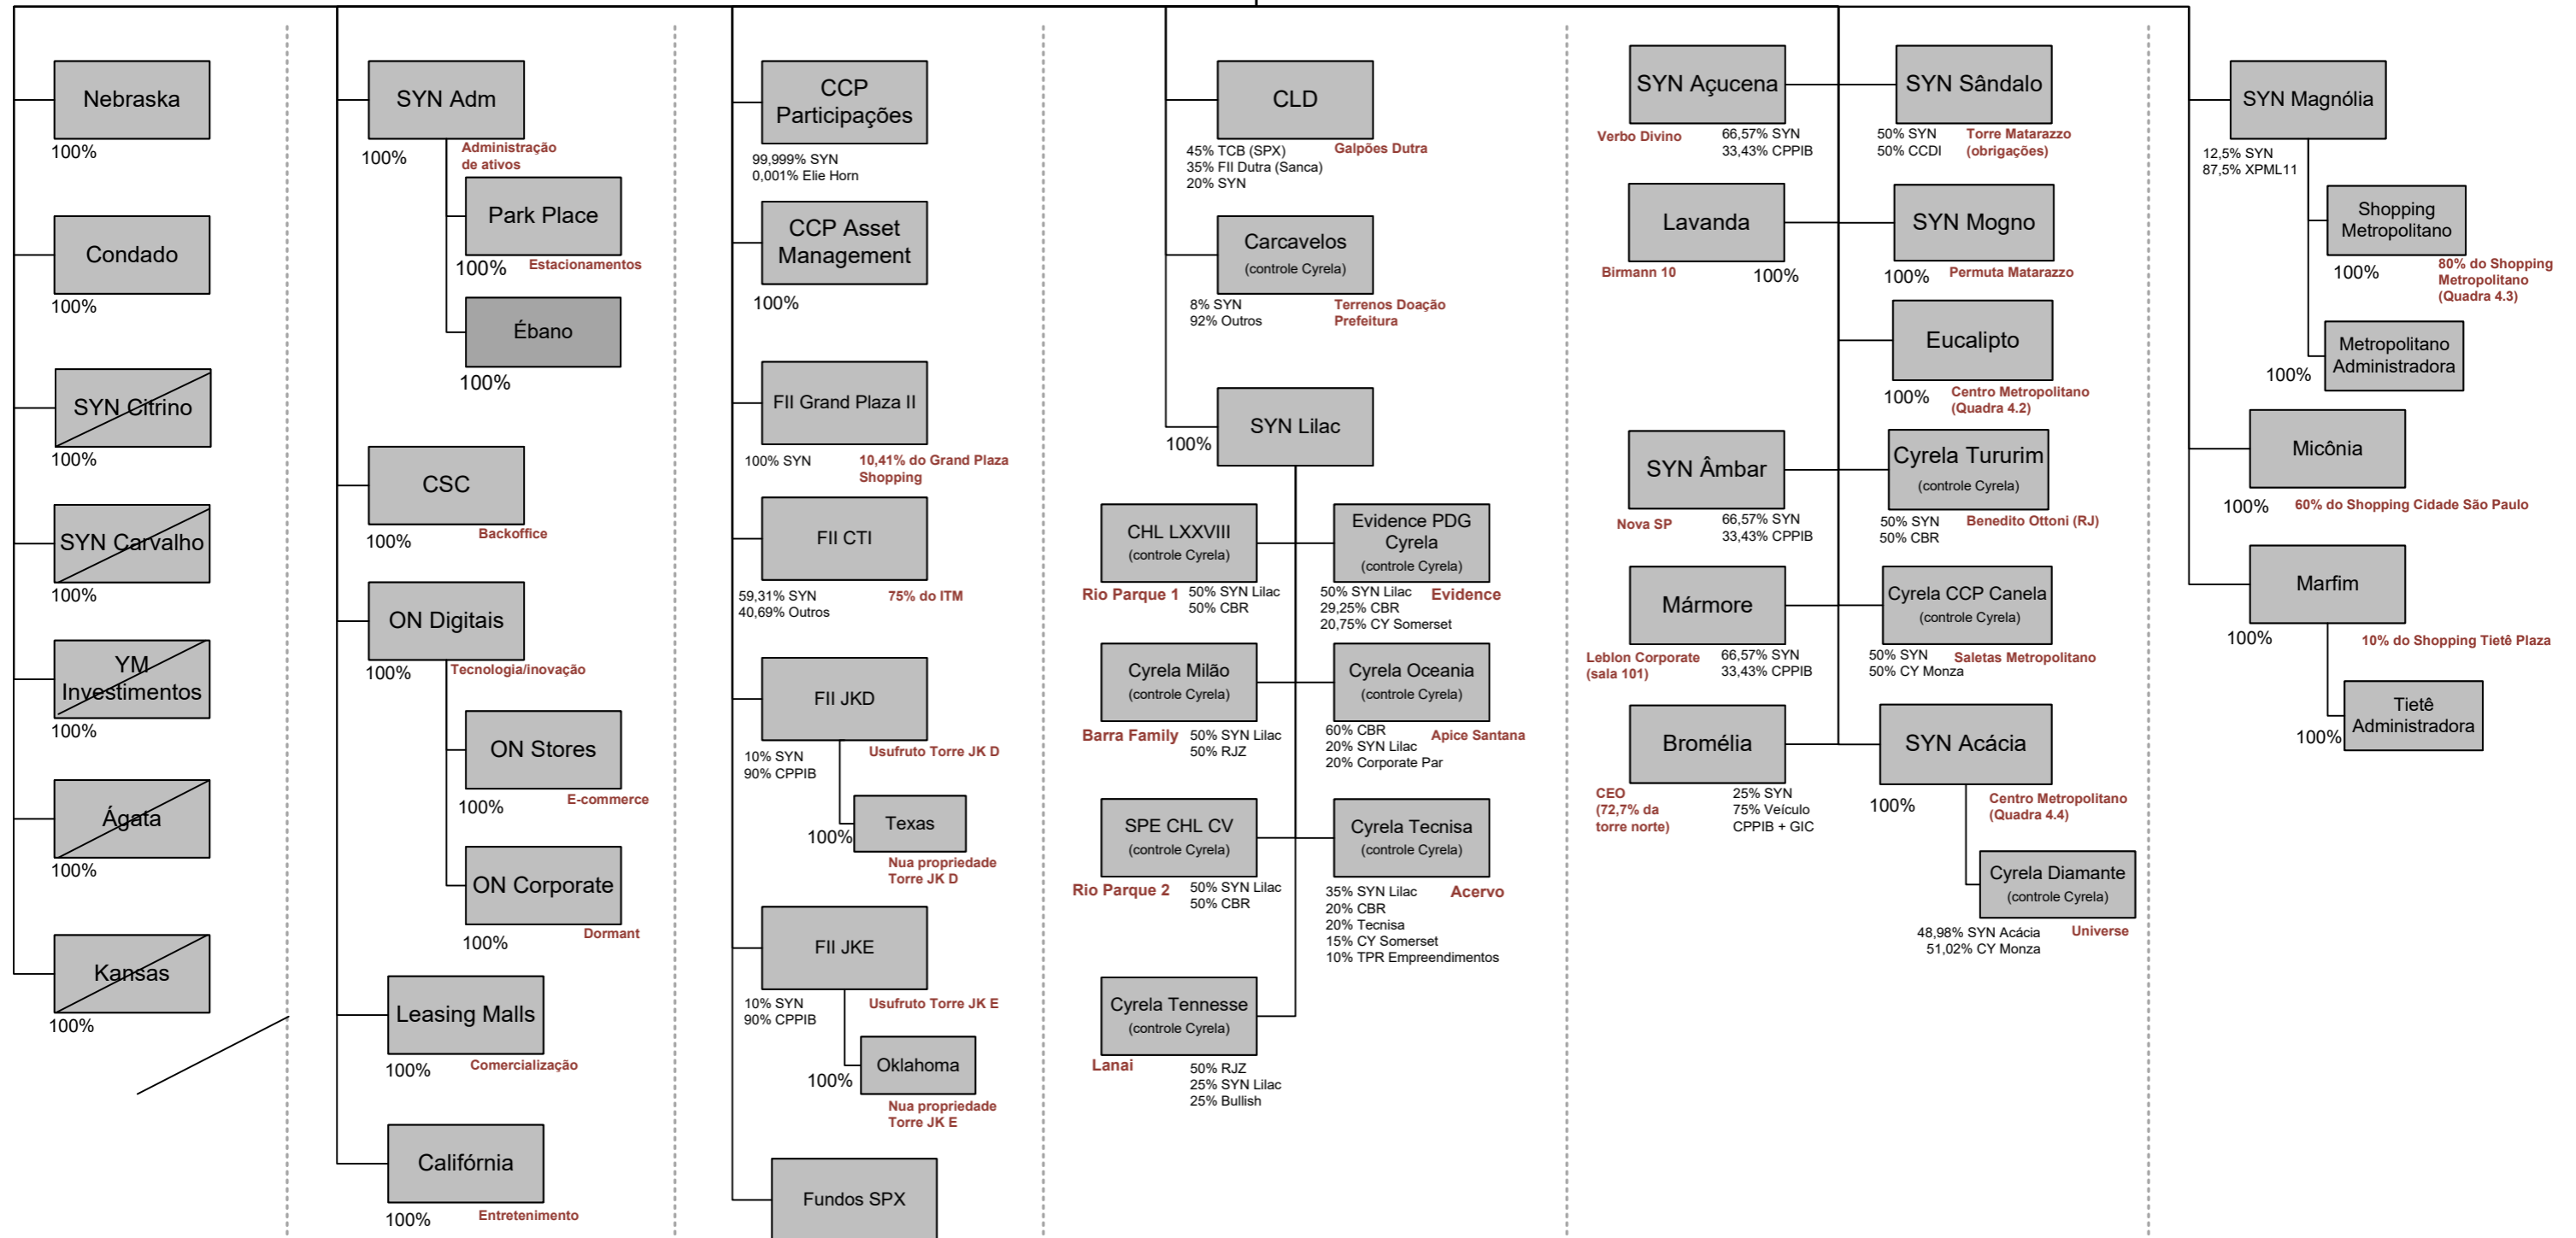 Nebraska
100%
Condado
100%
SYN Citrino
100%
SYN Carvalho
100%
YM
Investimentos
100%
Ágata
100%
Kansas
100%
SYN Adm
100%
Administração
de ativos
Park Place
100%
Estacionamentos
Ébano
100%
CSC
100%
Backoffice
ON Digitais
100%
Tecnologia/inovação
ON Stores
100%
E-commerce
ON Corporate
100%
Dormant
Leasing Malls
100%
Comercialização
Califórnia
100%
Entretenimento
CCP
Participações
99,999% SYN
0,001% Elie Horn
CCP Asset
Management
100%
FII Grand Plaza II
100% SYN
10,41% do Grand Plaza
Shopping
FII CTI
59,31% SYN
40,69% Outros
75% do ITM
FII JKD
10% SYN
90% CPPIB
Usufruto Torre JK D
Texas
100%
Nua propriedade
Torre JK D
FII JKE
10% SYN
90% CPPIB
Usufruto Torre JK E
Oklahoma
100%
Nua propriedade
Torre JK E
Fundos SPX
CLD
45% TCB (SPX)
35% FII Dutra (Sanca)
20% SYN
Galpões Dutra
Carcavelos
(controle Cyrela)
8% SYN
92% Outros
Terrenos Doação
Prefeitura
SYN Lilac
100%
CHL LXXVIII
(controle Cyrela)
Rio Parque 1
50% SYN Lilac
50% CBR
Evidence PDG
Cyrela
(controle Cyrela)
50% SYN Lilac
29,25% CBR
20,75% CY Somerset
Evidence
Cyrela Milão
(controle Cyrela)
Barra Family
50% SYN Lilac
50% RJZ
Cyrela Oceania
(controle Cyrela)
60% CBR
20% SYN Lilac
20% Corporate Par
Apice Santana
SPE CHL CV
(controle Cyrela)
Rio Parque 2
50% SYN Lilac
50% CBR
Cyrela Tecnisa
(controle Cyrela)
35% SYN Lilac
20% CBR
20% Tecnisa
15% CY Somerset
10% TPR Empreendimentos
Acervo
Cyrela Tennesse
(controle Cyrela)
Lanai
50% RJZ
25% SYN Lilac
25% Bullish
SYN Açucena
Verbo Divino
66,57% SYN
33,43% CPPIB
SYN Sândalo
50% SYN
50% CCDI
Torre Matarazzo
(obrigações)
Lavanda
Birmann 10
100%
SYN Mogno
100%
Permuta Matarazzo
Eucalipto
100%
Centro Metropolitano
(Quadra 4.2)
SYN Âmbar
Nova SP
66,57% SYN
33,43% CPPIB
Cyrela Tururim
(controle Cyrela)
50% SYN
50% CBR
Benedito Ottoni (RJ)
Mármore
Leblon Corporate
(sala 101)
66,57% SYN
33,43% CPPIB
Cyrela CCP Canela
(controle Cyrela)
50% SYN
50% CY Monza
Saletas Metropolitano
Bromélia
CEO
(72,7% da
torre norte)
25% SYN
75% Veículo
CPPIB + GIC
SYN Acácia
100%
Centro Metropolitano
(Quadra 4.4)
Cyrela Diamante
(controle Cyrela)
48,98% SYN Acácia
51,02% CY Monza
Universe
SYN Magnólia
12,5% SYN
87,5% XPML11
Shopping
Metropolitano
100%
80% do Shopping
Metropolitano
(Quadra 4.3)
Metropolitano
Administradora
100%
Micônia
100%
60% do Shopping Cidade São Paulo
Marfim
100%
10% do Shopping Tietê Plaza
Tietê
Administradora
100%